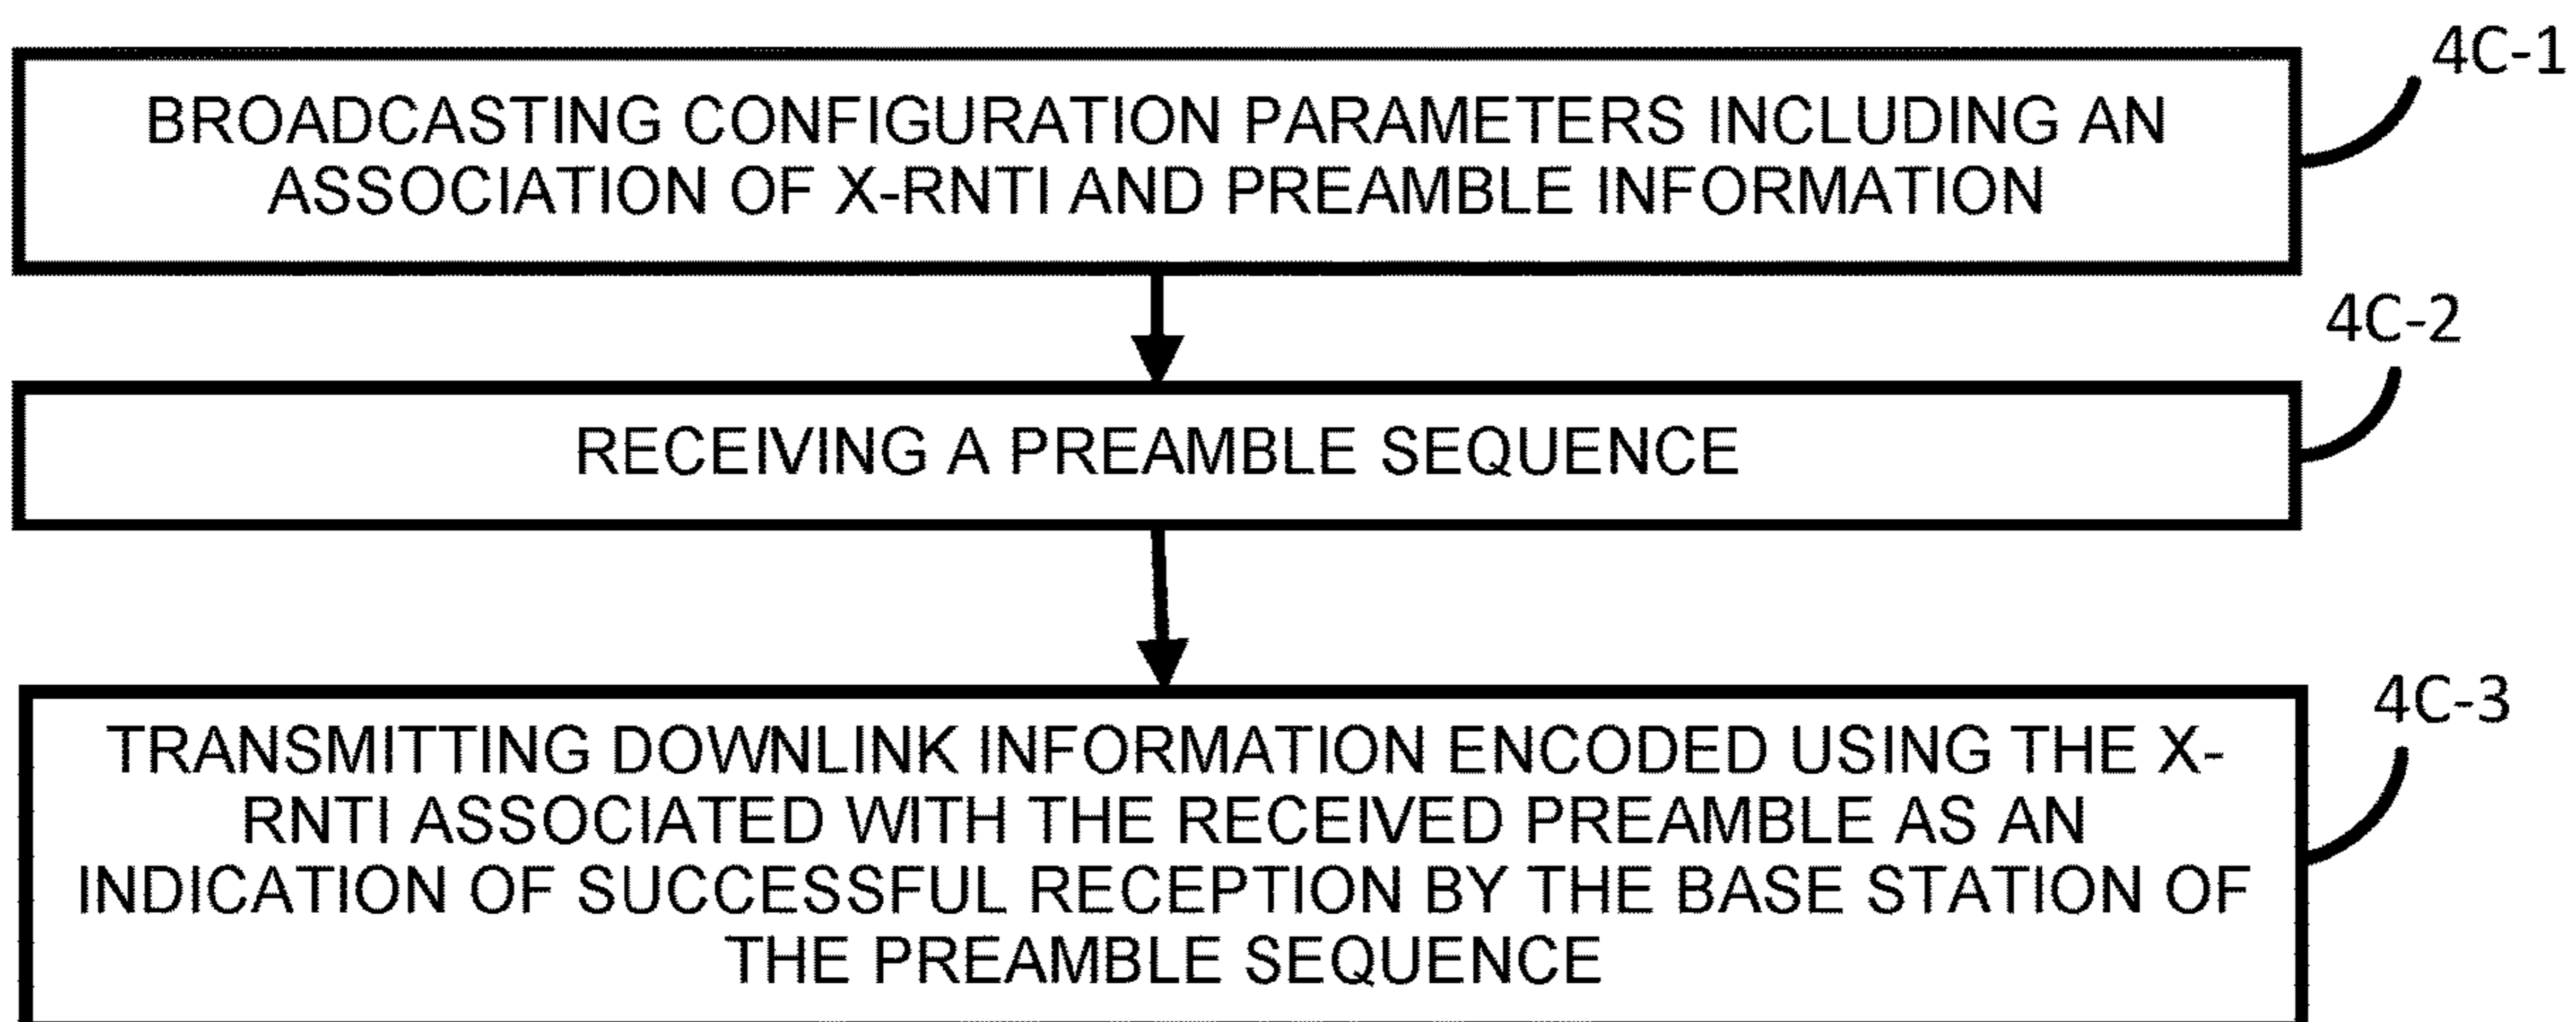 4C-1
BROADCASTING CONFIGURATION PARAMETERS INCLUDING AN
ASSOCIATION OF X-RNTI AND PREAMBLE INFORMATION
4C-2
RECEIVING A PREAMBLE SEQUENCE
4C-3
TRANSMITTING DOWNLINK INFORMATION ENCODED USING THE X-
RNTI ASSOCIATED WITH THE RECEIVED PREAMBLE AS AN
INDICATION OF SUCCESSFUL RECEPTION BY THE BASE STATION OF
THE PREAMBLE SEQUENCE